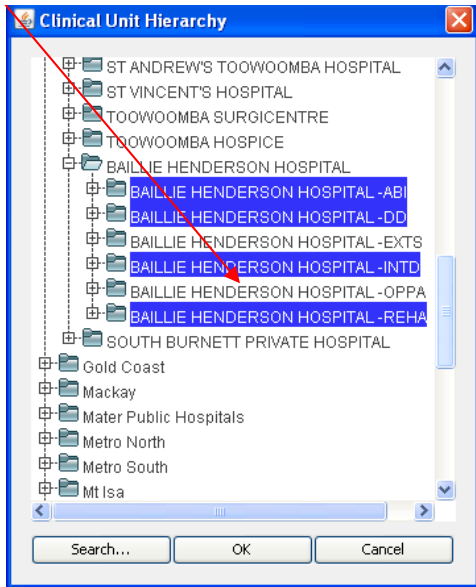 Clinical Unit Hierarchy
ST ANDREW'S TOOWOOMBA HOSPITAL
ST VINCENT'S HOSPITAL
TOOWOOMBA SURGICENTRE
TOOWOOMBA HOSPICE
BAILLIE HENDERSON HOSPITAL
BAILLIE HENDERSON HOSPITAL -ABI
BAILLIE HENDERSON HOSPITAL -DD
BAILLIE HENDERSON HOSPITAL -EXTS
BAILLIE HENDERSON HOSPITAL -INTD
BAILLIE HENDERSON HOSPITAL -OPPA
BAILLIE HENDERSON HOSPITAL -REHA
SOUTH BURNETT PRIVATE HOSPITAL
Gold Coast
Mackay
Mater Public Hospitals
Metro North
Metro South
Mt Isa
Search... OK Cancel